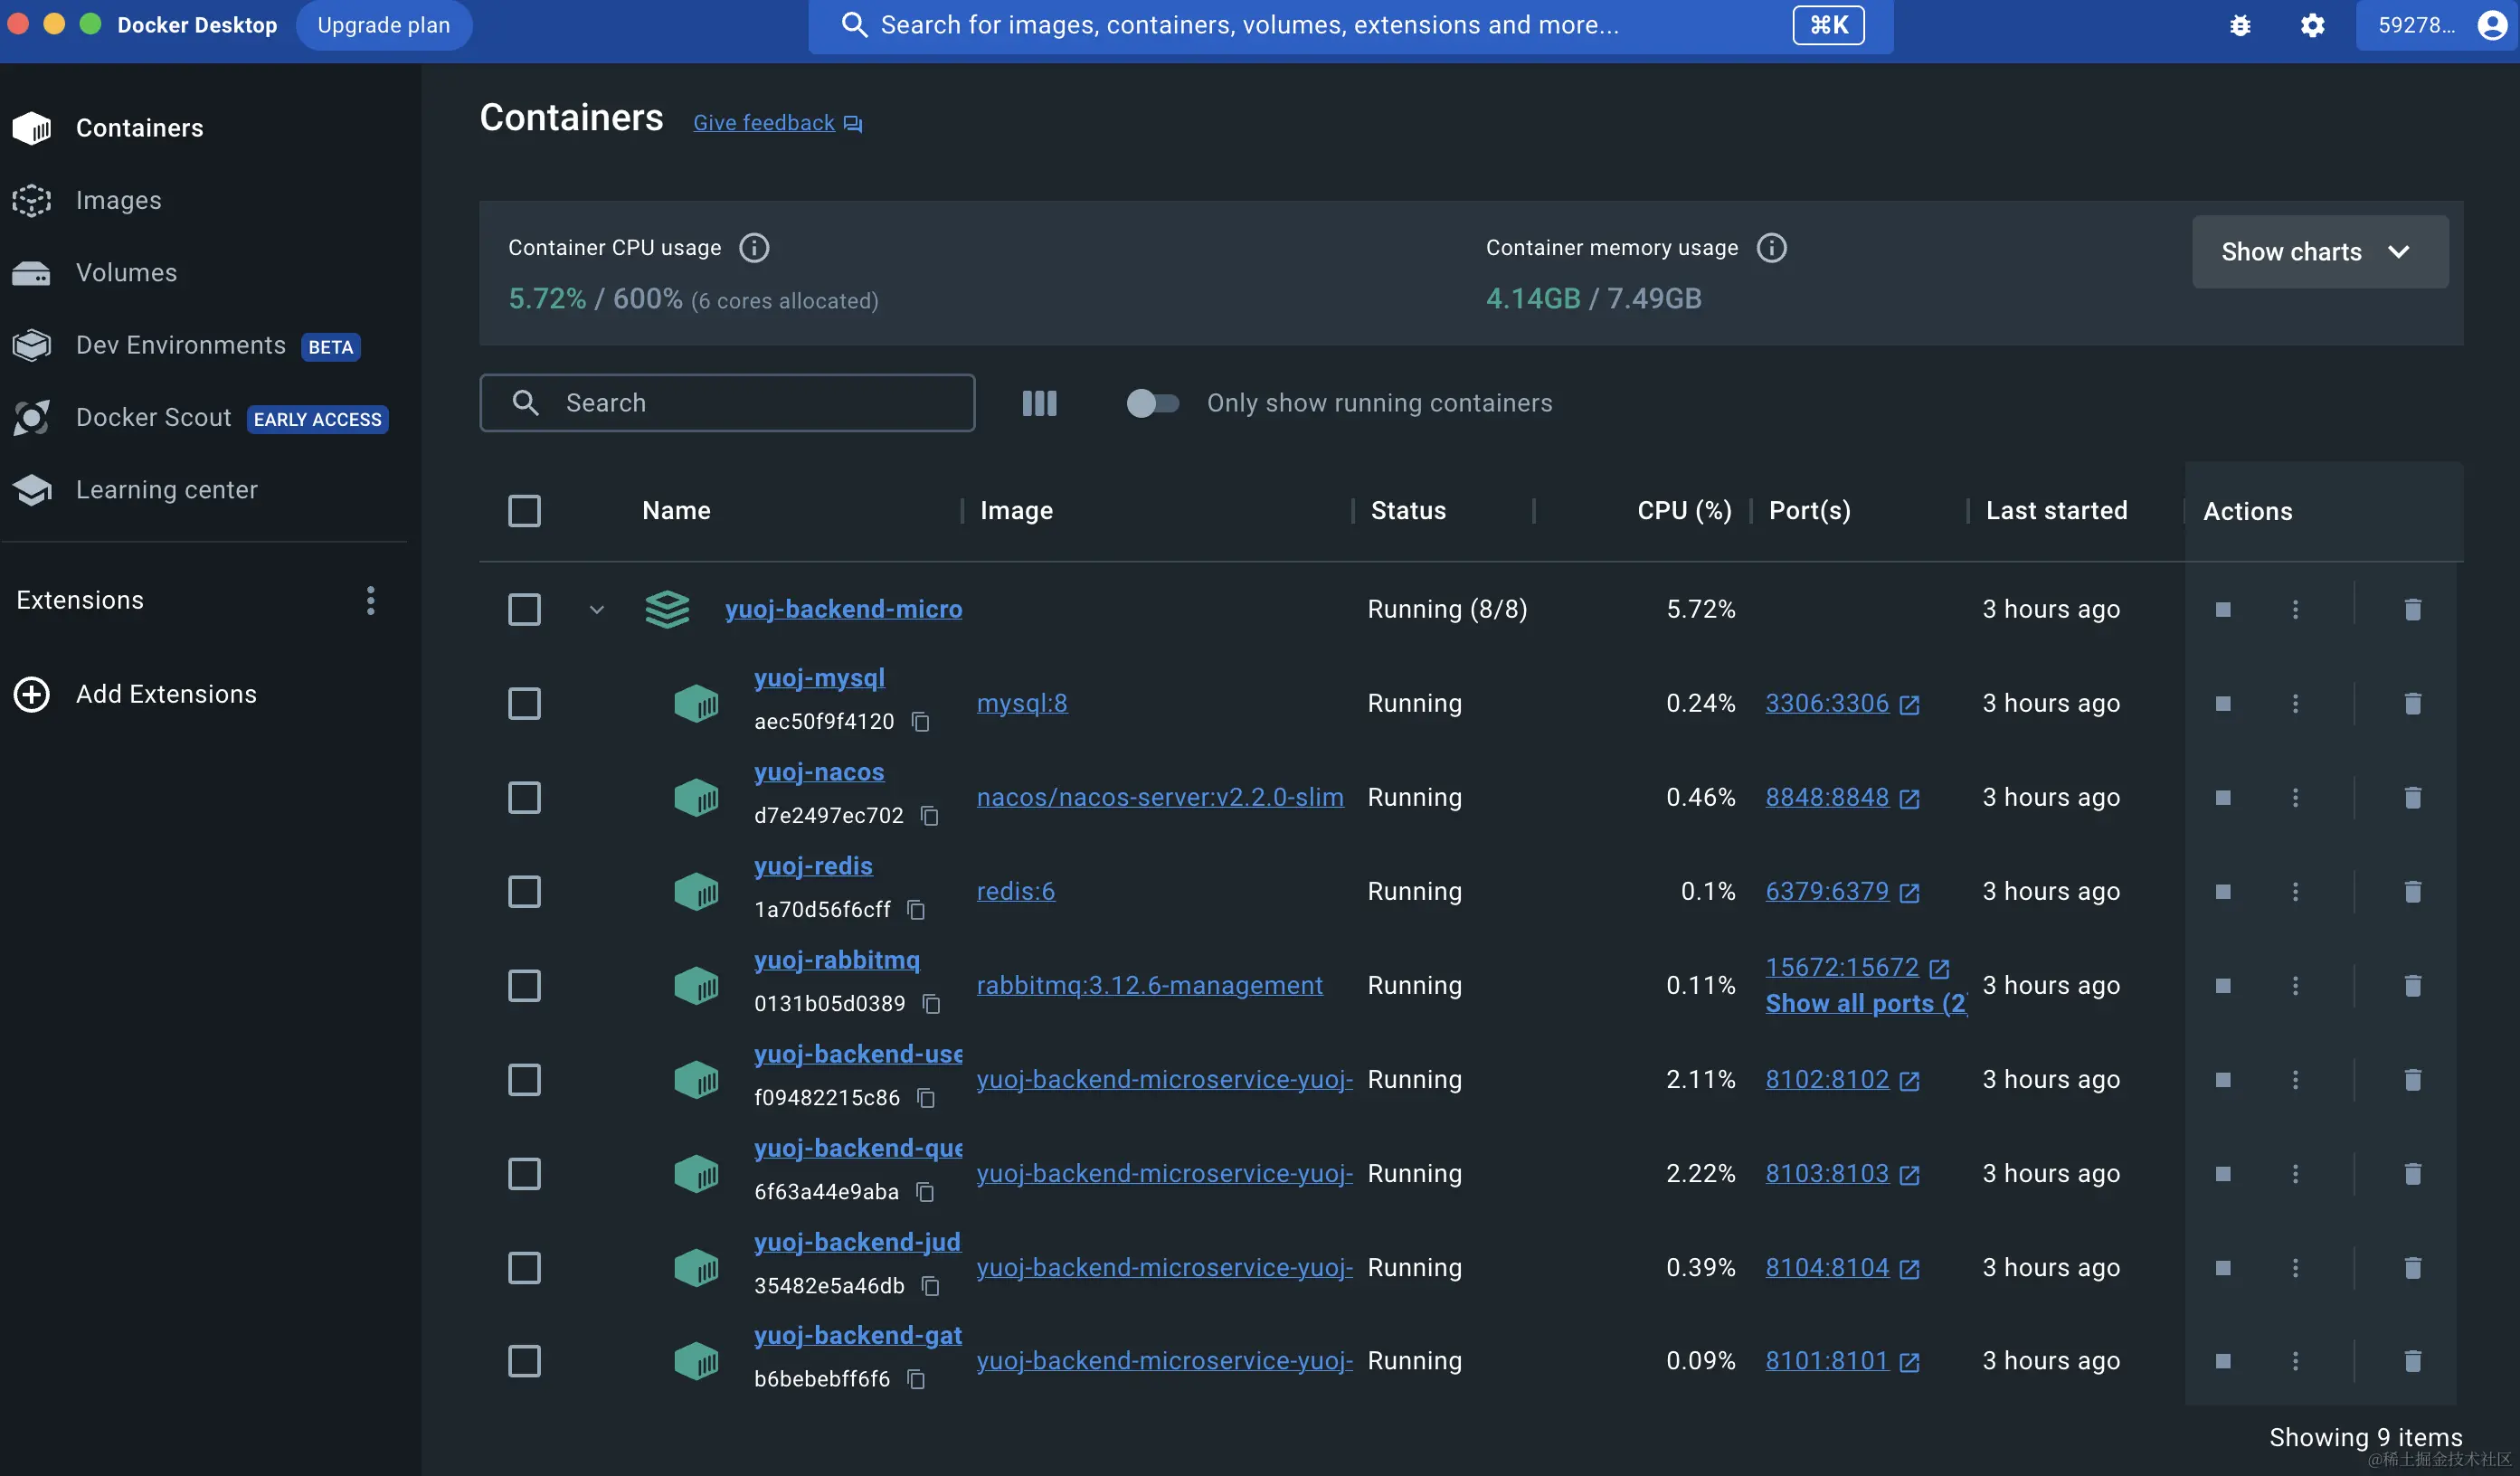 Docker Desktop
Upgrade plan
Search for images, containers, volumes, extensions and more...
⌘K
59278...
Containers
Images
Volumes
Dev Environments BETA
Docker Scout EARLY ACCESS
Learning center
Extensions
Add Extensions
Containers
Give feedback
Container CPU usage
5.72% / 600% (6 cores allocated)
Container memory usage
4.14GB / 7.49GB
Show charts
Search
Only show running containers
Name Image Status CPU (%) Port(s) Last started Actions
yuoj-backend-micro Running (8/8) 5.72% 3 hours ago
yuoj-mysql
aec50f9f4120
mysql:8 Running 0.24% 3306:3306 3 hours ago
yuoj-nacos
d7e2497ec702
nacos/nacos-server:v2.2.0-slim Running 0.46% 8848:8848 3 hours ago
yuoj-redis
1a70d56f6cff
redis:6 Running 0.1% 6379:6379 3 hours ago
yuoj-rabbitmq
0131b05d0389
rabbitmq:3.12.6-management Running 0.11% 15672:15672 3 hours ago
Show all ports (2)
yuoj-backend-use
f09482215c86
yuoj-backend-microservice-yuoj- Running 2.11% 8102:8102 3 hours ago
yuoj-backend-que
6f63a44e9aba
yuoj-backend-microservice-yuoj- Running 2.22% 8103:8103 3 hours ago
yuoj-backend-jud
35482e5a46db
yuoj-backend-microservice-yuoj- Running 0.39% 8104:8104 3 hours ago
yuoj-backend-gat
b6bebebff6f6
yuoj-backend-microservice-yuoj- Running 0.09% 8101:8101 3 hours ago
Showing 9 items
@稀土掘金技术社区